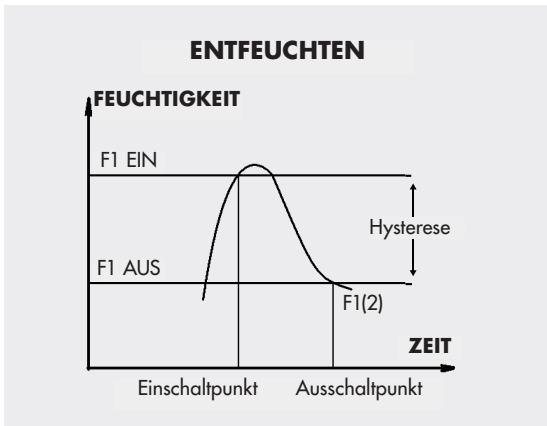 ENTFEUCHTEN
FEUCHTIGKEIT
F1 EIN
Hysterese
F1 AUS
F1(2)
ZEIT
Einschaltpunkt Ausschaltpunkt